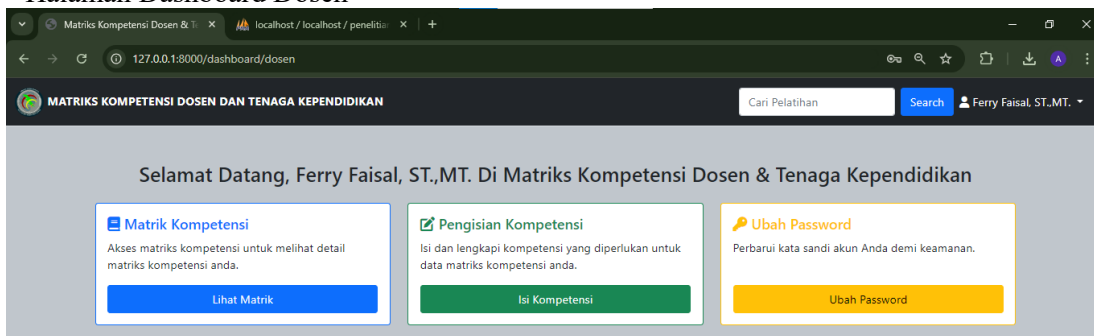 Halaman Dashboard Dosen
Matriks Kompetensi Dosen & Te
localhost / localhost / penelitian
127.0.0.1:8000/dashboard/dosen
A
MATRIKS KOMPETENSI DOSEN DAN TENAGA KEPENDIDIKAN
Cari Pelatihan
Search
Ferry Faisal, ST.,MT.
Selamat Datang, Ferry Faisal, ST.,MT. Di Matriks Kompetensi Dosen & Tenaga Kependidikan
Matrik Kompetensi
Akses matriks kompetensi untuk melihat detail
matriks kompetensi anda.
Lihat Matrik
Pengisian Kompetensi
Isi dan lengkapi kompetensi yang diperlukan untuk
data matriks kompetensi anda.
Isi Kompetensi
Ubah Password
Perbarui kata sandi akun Anda demi keamanan.
Ubah Password